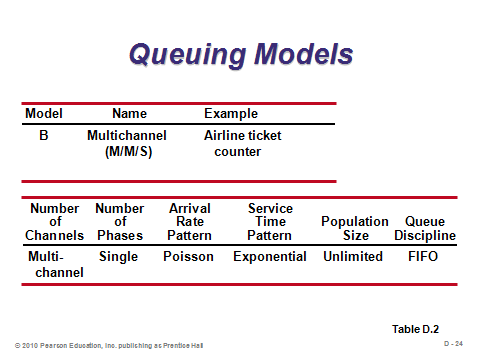 Queuing Models
Model Name Example
B Multichannel Airline ticket
(M/M/S) counter
Number Number Arrival Service
of of Rate Time Population Queue
Channels Phases Pattern Pattern Size Discipline
Multi- Single Poisson Exponential Unlimited FIFO
channel
Table D.2
© 2010 Pearson Education, Inc. publishing as Prentice Hall
D - 24